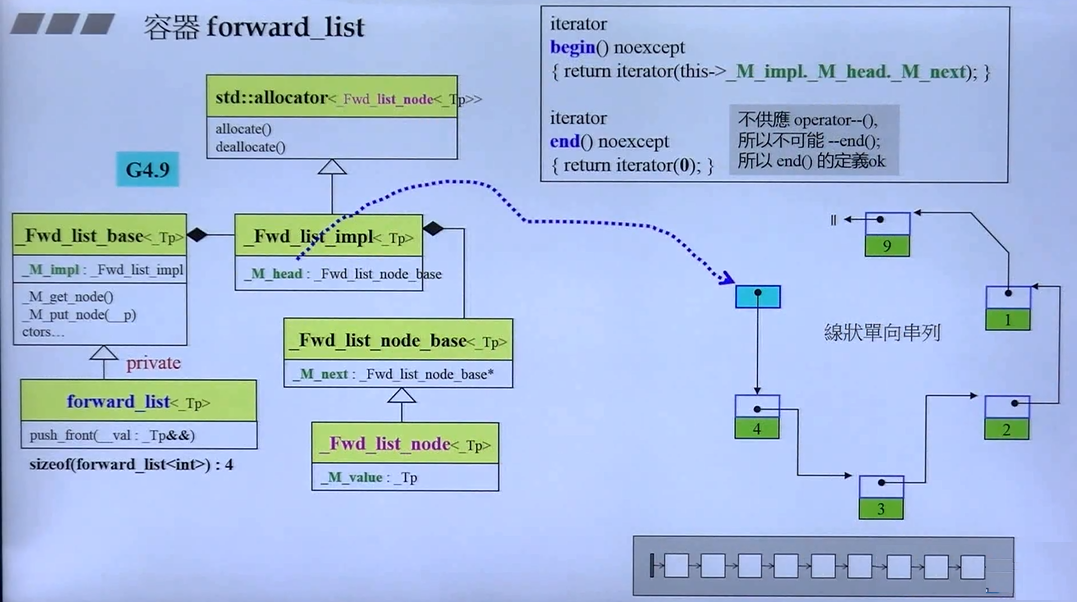 容器 forward_list
iterator
begin() noexcept
{ return iterator(this->_M_impl._M_head._M_next); }
iterator
end() noexcept
{ return iterator(0); }
不供應 operator--(),
所以不可能 --end();
所以 end() 的定義ok
std::allocator<_Fwd_list_node<_Tp>>
allocate()
deallocate()
G4.9
_Fwd_list_base<_Tp>
_M_impl : _Fwd_list_impl
_M_get_node()
_M_put_node(__p)
ctors…
_Fwd_list_impl<_Tp>
_M_head : _Fwd_list_node_base
_Fwd_list_node_base<_Tp>
_M_next : _Fwd_list_node_base*
private
forward_list<_Tp>
push_front(__val : _Tp&&)
sizeof(forward_list<int>) : 4
_Fwd_list_node<_Tp>
_M_value : _Tp
9
1
線狀單向串列
4
2
3